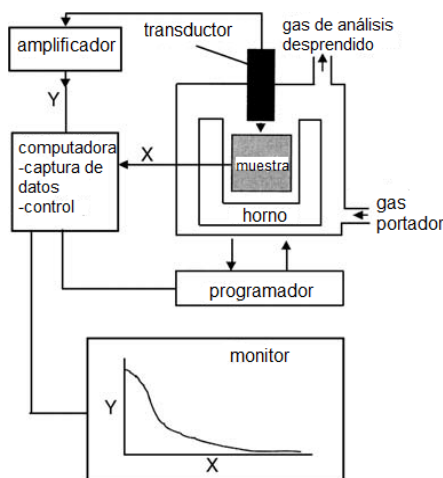 amplificador
transductor
gas de análisis
desprendido
Y
computadora
-captura de
datos
-control
X
muestra
horno
gas
portador
programador
monitor
Y
X